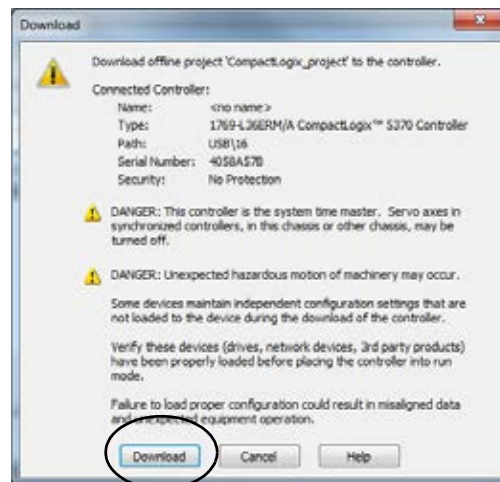 Download
Download offline project 'CompactLogix_project' to the controller.
Connected Controller:
Name: <no name>
Type: 1769-L36ERM/A CompactLogix™ 5370 Controller
Path: USB\16
Serial Number: 405BA57B
Security: No Protection
DANGER: This controller is the system time master. Servo axes in
synchronized controllers, in this chassis or other chassis, may be
turned off.
DANGER: Unexpected hazardous motion of machinery may occur.
Some devices maintain independent configuration settings that are
not loaded to the device during the download of the controller.
Verify these devices (drives, network devices, 3rd party products)
have been properly loaded before placing the controller into run
mode.
Failure to load proper configuration could result in misaligned data
and unexpected equipment operation.
Download Cancel Help